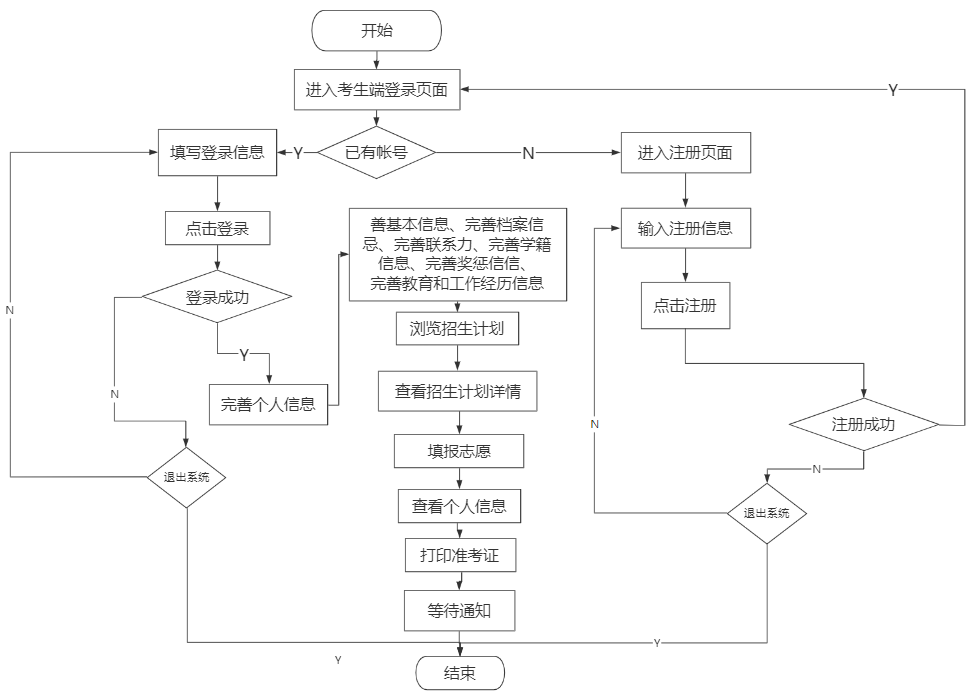 开始
进入考生端登录页面
Y
填写登录信息
Y
已有帐号
N
进入注册页面
点击登录
善基本信息、完善档案信
忌、完善联系力、完善学籍
信息、完善奖惩信信、
完善教育和工作经历信息
输入注册信息
登录成功
N
点击注册
浏览招生计划
Y
N
完善个人信息
查看招生计划详情
N
注册成功
填报志愿
N
退出系统
查看个人信息
退出系统
打印准考证
等待通知
Y
Y
结束